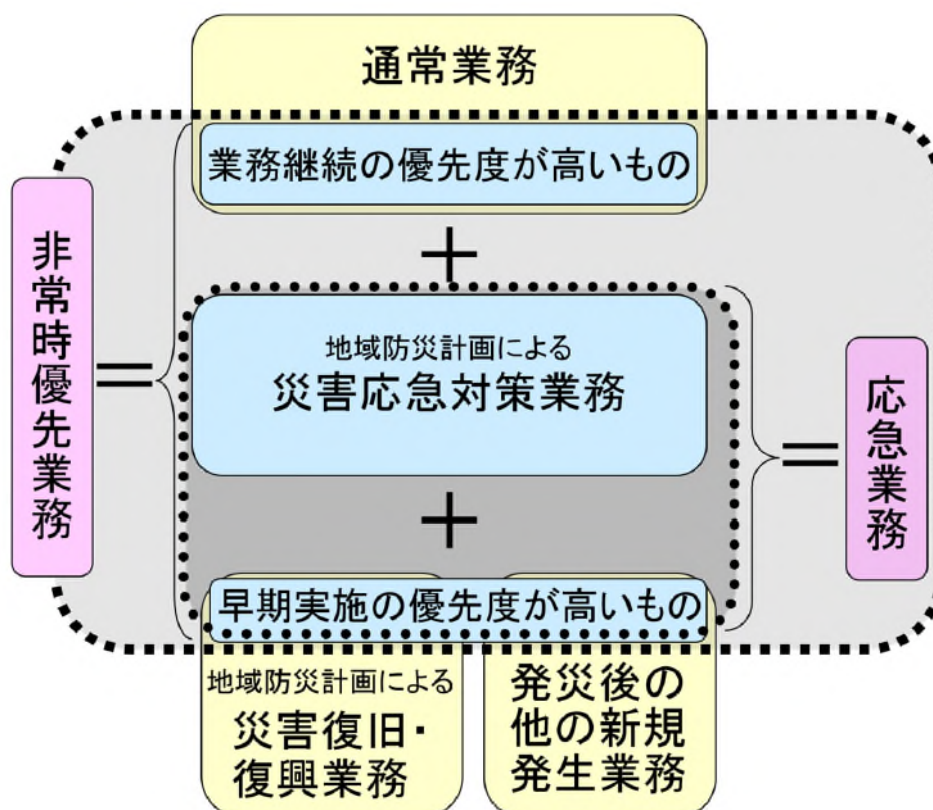 通常業務
業務継続の優先度が高いもの
+
非常時優先業務
=
地域防災計画による
災害応急対策業務
=
応急業務
+
早期実施の優先度が高いもの
地域防災計画による
災害復旧・
復興業務
発災後の
他の新規
発生業務